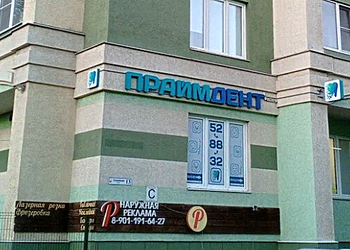 ПРАЙМДЕНТ
52
88
32
С
НАРУЖНАЯ
РЕКЛАМА
8-901-191-64-27
Лазерная резка
Фрезеровка
Р